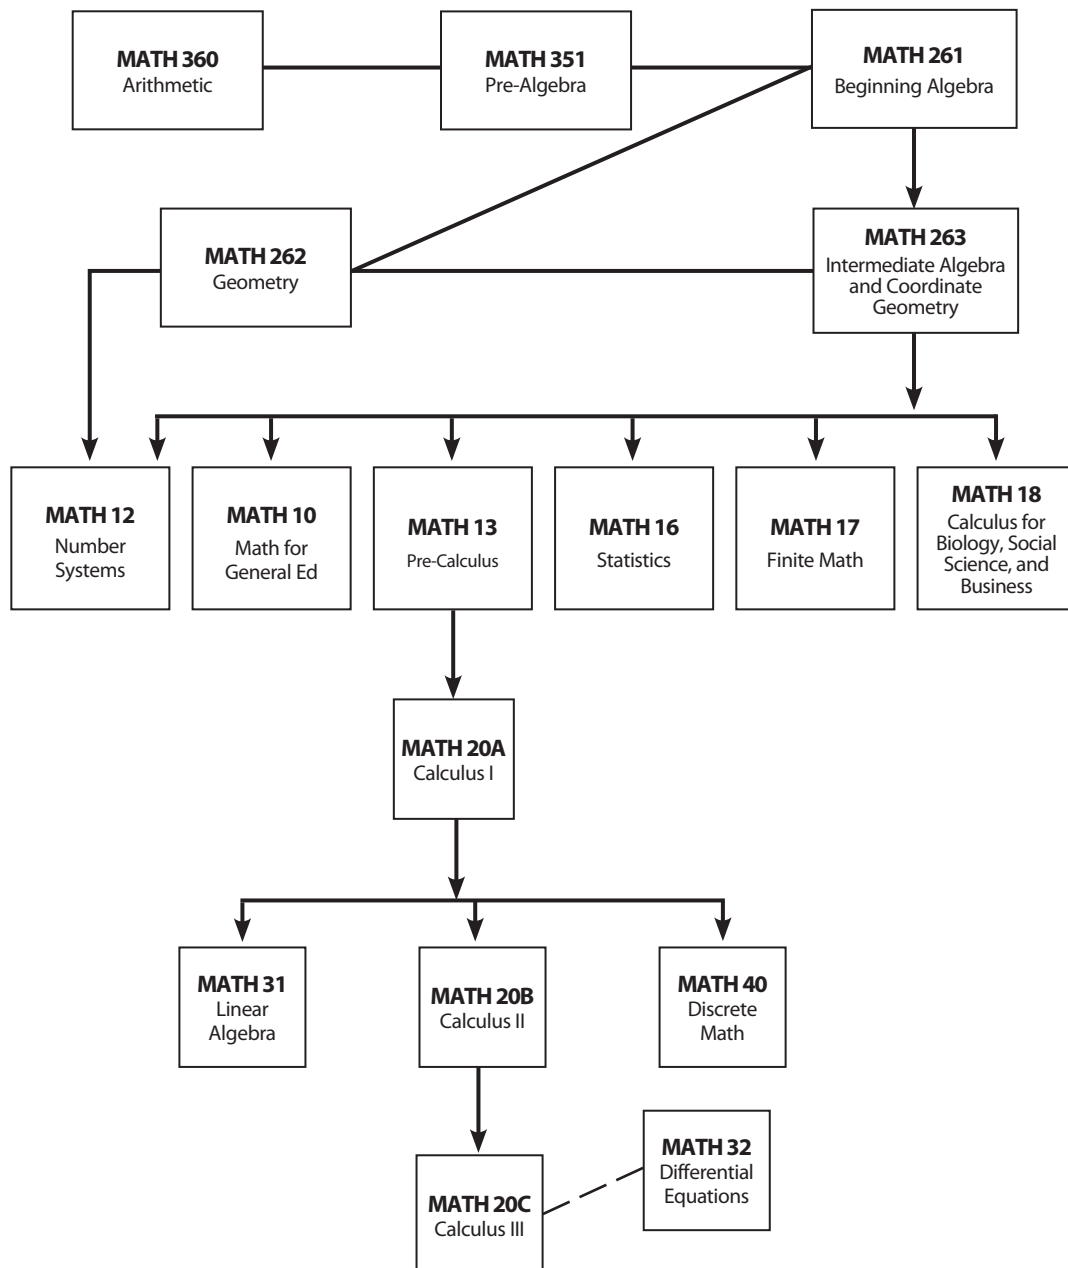 MATH 360
Arithmetic
MATH 351
Pre-Algebra
MATH 261
Beginning Algebra
MATH 262
Geometry
MATH 263
Intermediate Algebra
and Coordinate
Geometry
MATH 12
Number
Systems
MATH 10
Math for
General Ed
MATH 13
Pre-Calculus
MATH 16
Statistics
MATH 17
Finite Math
MATH 18
Calculus for
Biology, Social
Science, and
Business
MATH 20A
Calculus I
MATH 31
Linear
Algebra
MATH 20B
Calculus II
MATH 40
Discrete
Math
MATH 32
Differential
Equations
MATH 20C
Calculus III